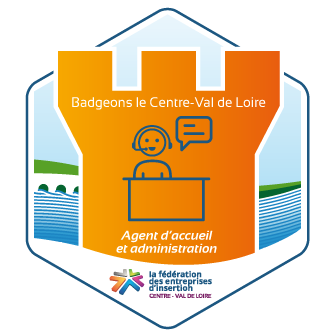 Badgeons le Centre-Val de Loire
Agent d'accueil
et administration
la fédération
des entreprises
d'insertion
CENTRE - VAL DE LOIRE